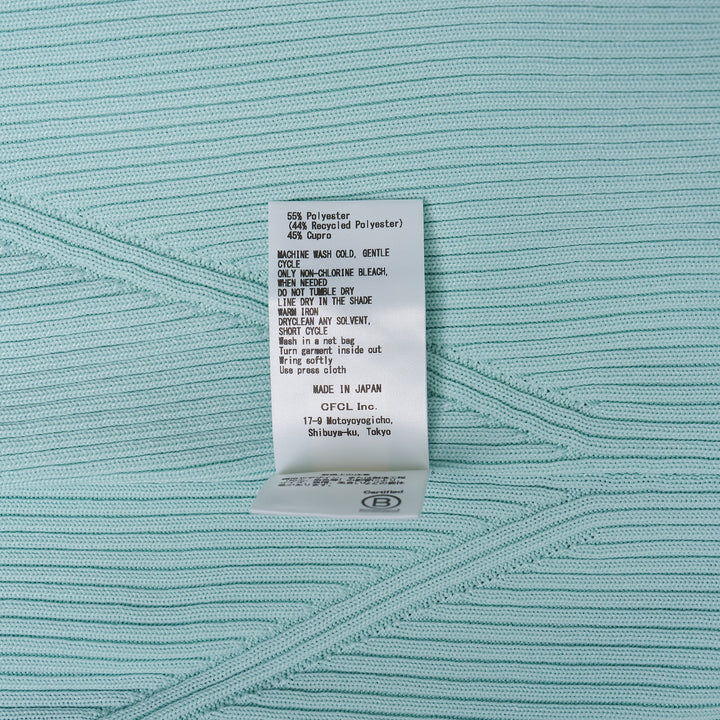 55% Polyester
(44% Recycled Polyester)
45% Cupro
MACHINE WASH COLD, GENTLE
CYCLE
ONLY NON-CHLORINE BLEACH,
WHEN NEEDED
DO NOT TUMBLE DRY
LINE DRY IN THE SHADE
WARM IRON
DRYCLEAN ANY SOLVENT,
SHORT CYCLE
Wash in a net bag
Turn garment inside out
Wring softly
Use press cloth
MADE IN JAPAN
CFCL Inc.
17-9 Motoyoyogicho,
Shibuya-ku, Tokyo
Certified
B